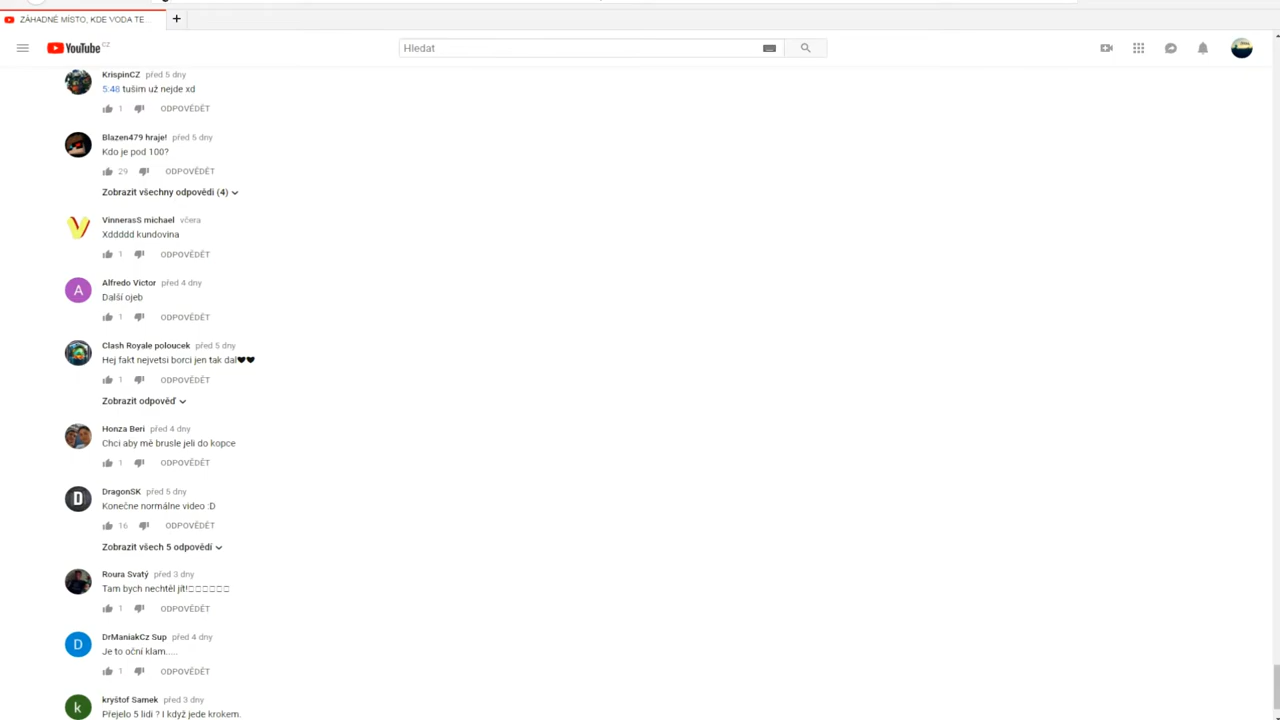 ZÁHADNÉ MÍSTO, KDE VODA TE...
YouTube CZ
Hledat
KrispinCZ před 5 dny
5:48 tuším už nejde xd
1 ODPOVĚDĚT
Blazen479 hraje! před 5 dny
Kdo je pod 100?
29 ODPOVĚDĚT
Zobrazit všechny odpovědi (4)
VinnerasS michael včera
Xddddd kundovina
1 ODPOVĚDĚT
A
Alfredo Victor před 4 dny
Další ojeb
1 ODPOVĚDĚT
Clash Royale poloucek před 5 dny
Hej fakt nejvetsi borci jen tak dal🖤🖤
1 ODPOVĚDĚT
Zobrazit odpověď
Honza Beri před 4 dny
Chci aby mě brusle jeli do kopce
1 ODPOVĚDĚT
D
DragonSK před 5 dny
Konečne normálne video :D
16 ODPOVĚDĚT
Zobrazit všech 5 odpovědí
Roura Svatý před 3 dny
Tam bych nechtěl jít!□□□□□□
1 ODPOVĚDĚT
D
DrManiakCz Sup před 4 dny
Je to oční klam.....
1 ODPOVĚDĚT
k
kryštof Samek před 3 dny
Přejelo 5 lidí ? I když jede krokem.